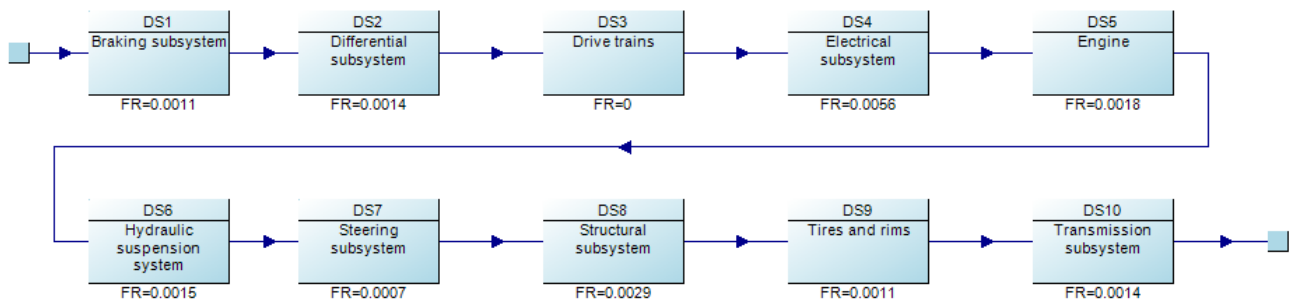 DS1
Braking subsystem
FR=0.0011
DS2
Differential
subsystem
FR=0.0014
DS3
Drive trains
FR=0
DS4
Electrical
subsystem
FR=0.0056
DS5
Engine
FR=0.0018
DS6
Hydraulic
suspension
system
FR=0.0015
DS7
Steering
subsystem
FR=0.0007
DS8
Structural
subsystem
FR=0.0029
DS9
Tires and rims
FR=0.0011
DS10
Transmission
subsystem
FR=0.0014